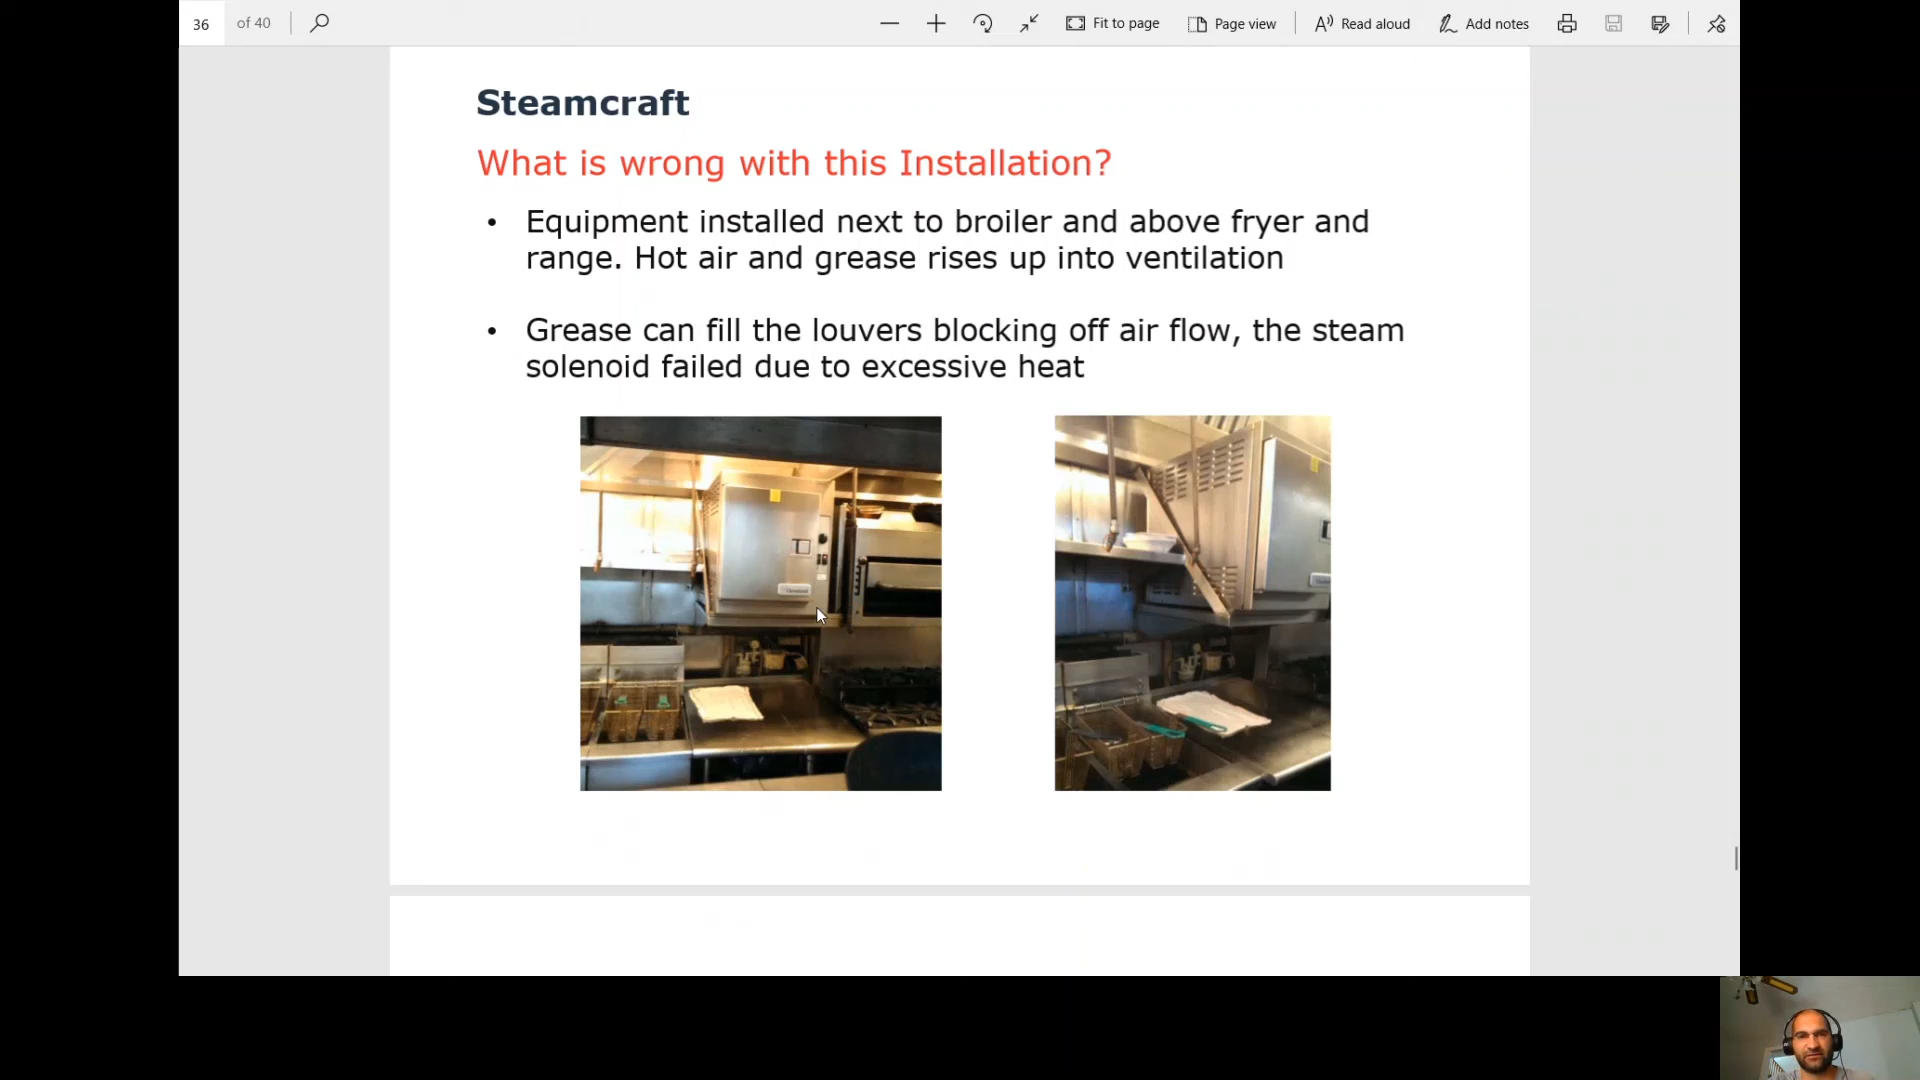 36 of 40 Fit to page Page view Read aloud Add notes
Steamcraft
What is wrong with this Installation?
• Equipment installed next to broiler and above fryer and
range. Hot air and grease rises up into ventilation
• Grease can fill the louvers blocking off air flow, the steam
solenoid failed due to excessive heat